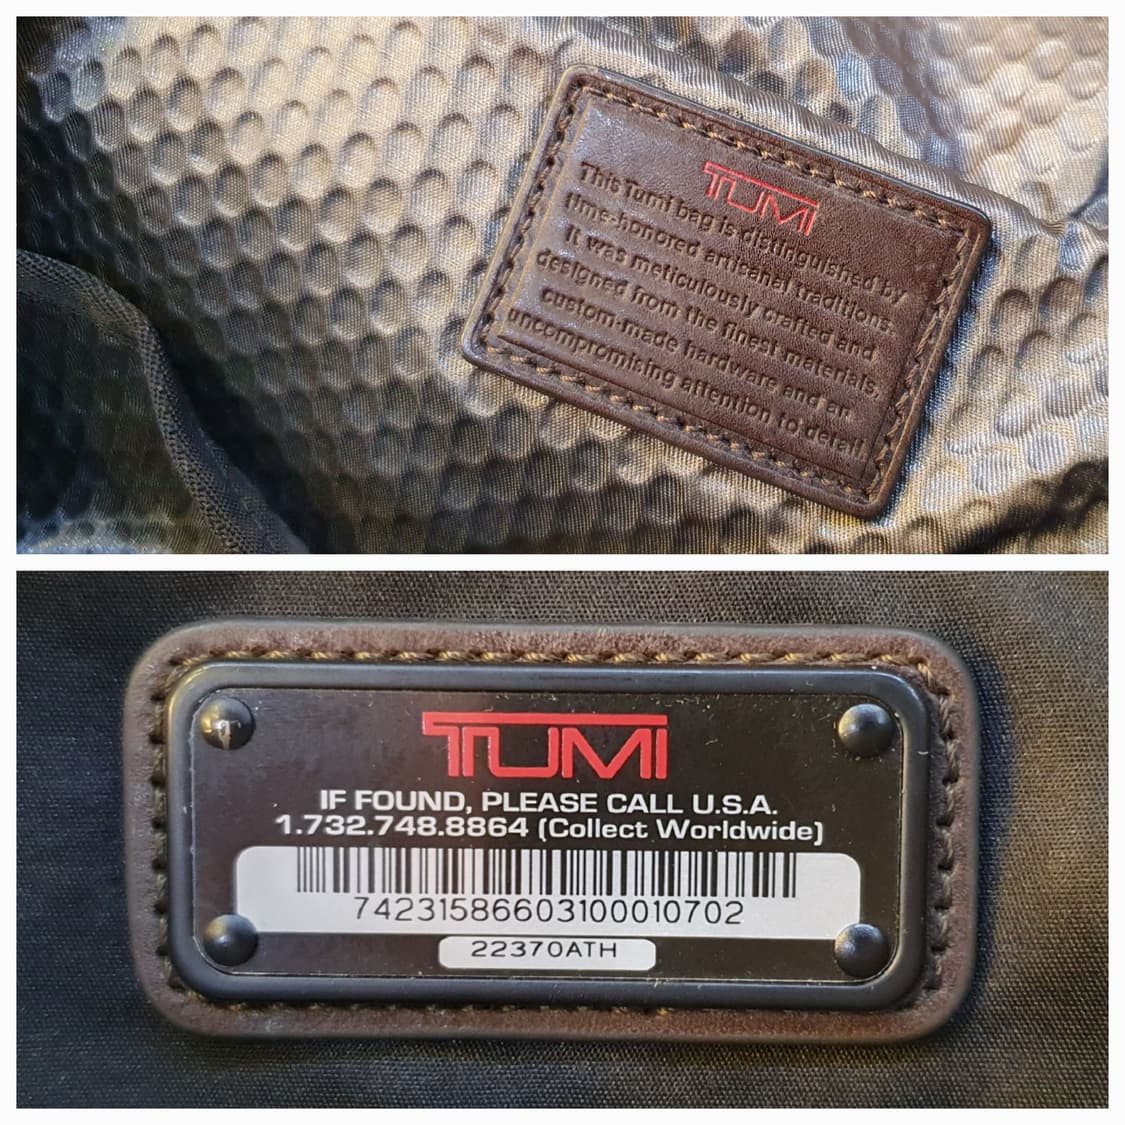 TUMI
This Tumi bag is distinguished by
time-honored artisanal traditions.
It was meticulously crafted and
designed from the finest materials,
custom-made hardware and an
uncompromising attention to detail.
TUMI
IF FOUND, PLEASE CALL U.S.A.
1.732.748.8864 (Collect Worldwide)
74231586603100010702
22370ATH